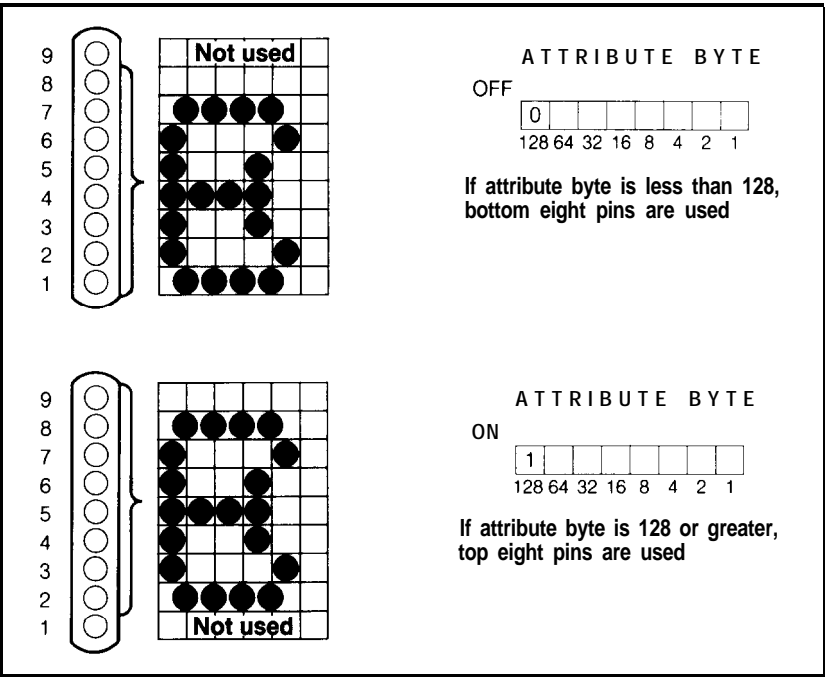 9 Not used
8
7
6
5
4
3
2
1
ATTRIBUTE BYTE
OFF
0
128 64 32 16 8 4 2 1
If attribute byte is less than 128,
bottom eight pins are used
9
8
7
6
5
4
3
2
1 Not used
ATTRIBUTE BYTE
ON
1
128 64 32 16 8 4 2 1
If attribute byte is 128 or greater,
top eight pins are used